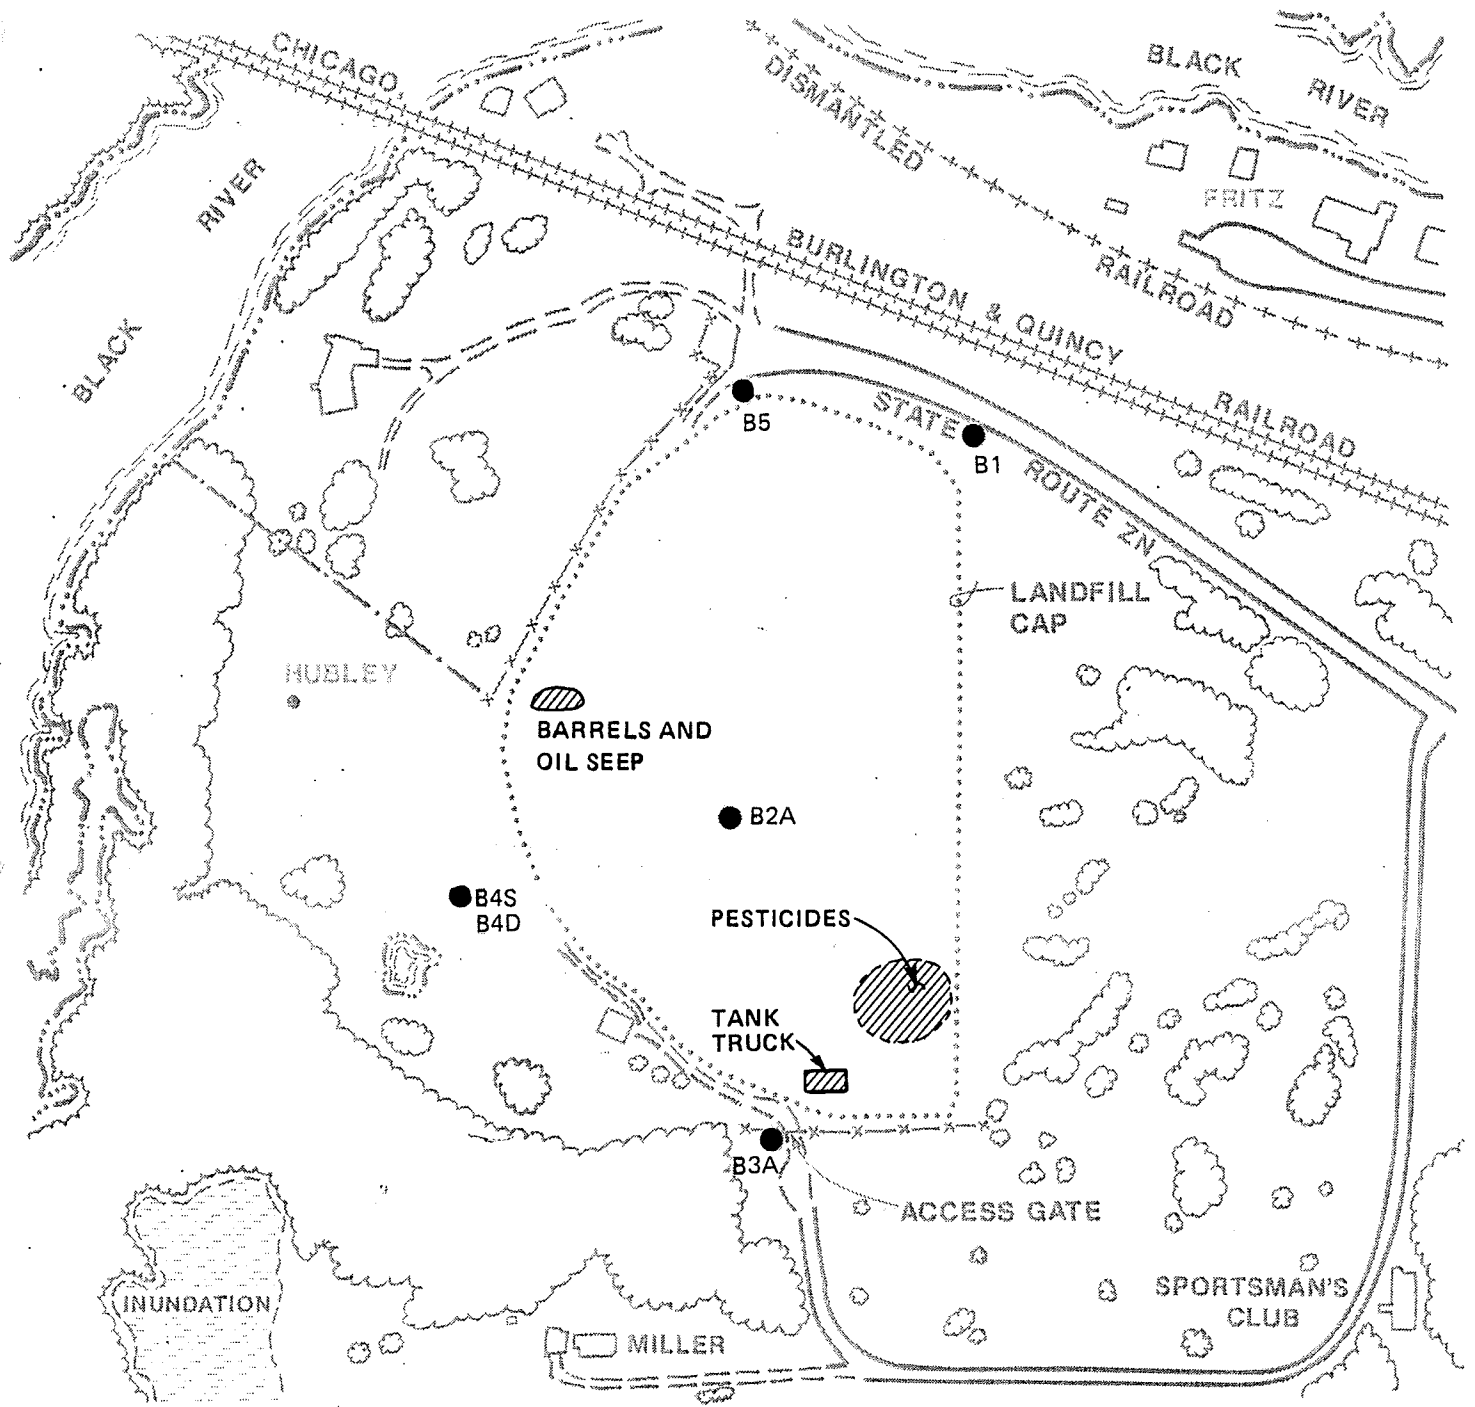 CHICAGO,
BLACK
RIVER
DISMANTLED
RIVER
FRITZ
BURLINGTON & QUINCY
RAILROAD
BLACK
RAILROAD
STATE
ROUTE ZN
B5
B1
LANDFILL
CAP
HUBLEY
BARRELS AND
OIL SEEP
B2A
B4S
B4D
PESTICIDES
TANK
TRUCK
B3A
ACCESS GATE
INUNDATION
SPORTSMAN'S
CLUB
MILLER